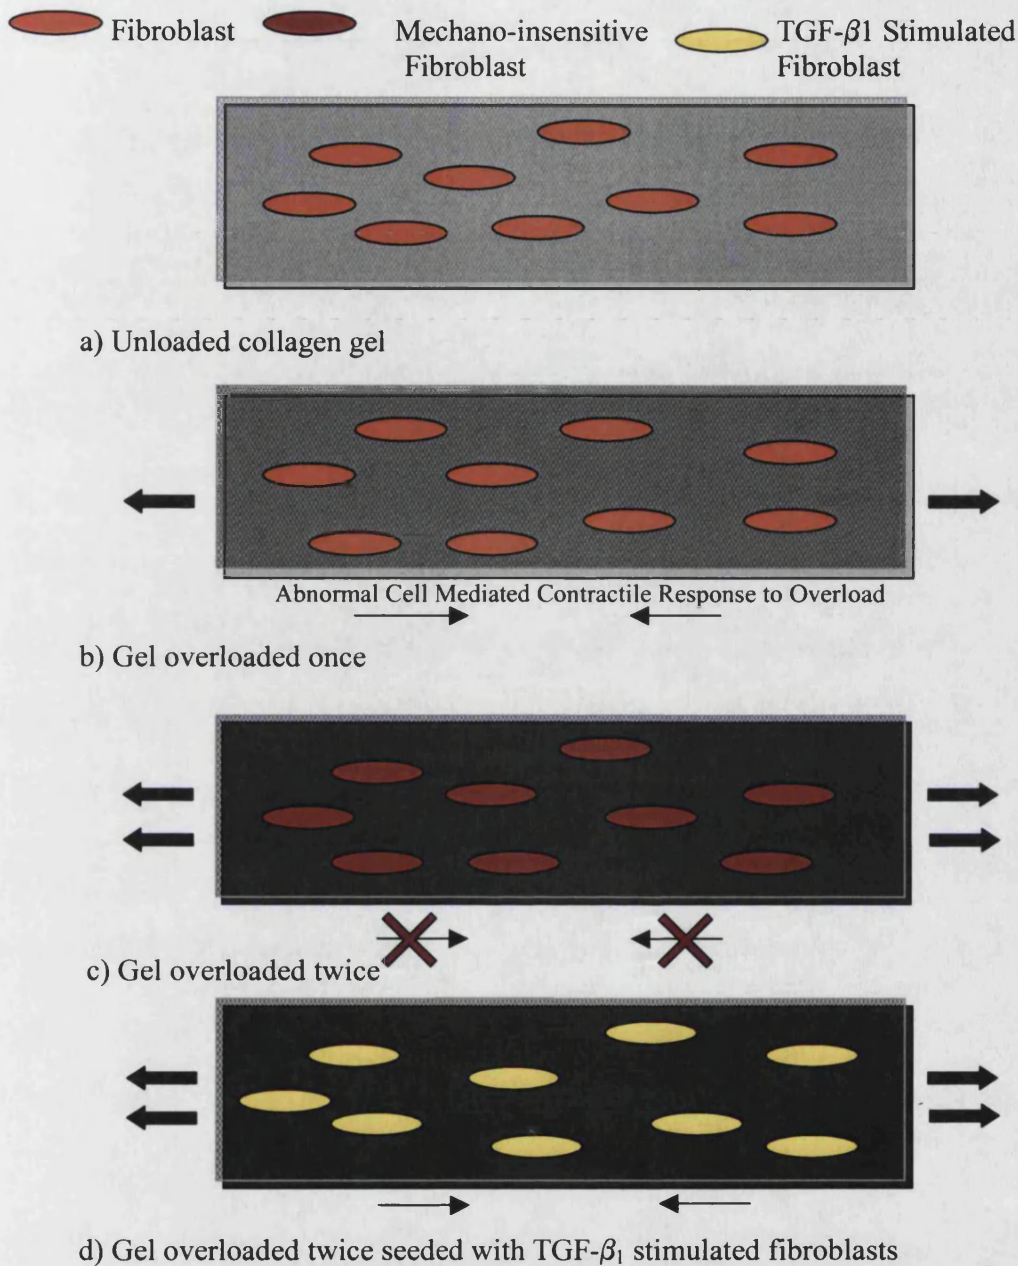 Fibroblast
Mechano-insensitive
Fibroblast
TGF-β1 Stimulated
Fibroblast
a) Unloaded collagen gel
Abnormal Cell Mediated Contractile Response to Overload
b) Gel overloaded once
c) Gel overloaded twice
d) Gel overloaded twice seeded with TGF-β₁ stimulated fibroblasts